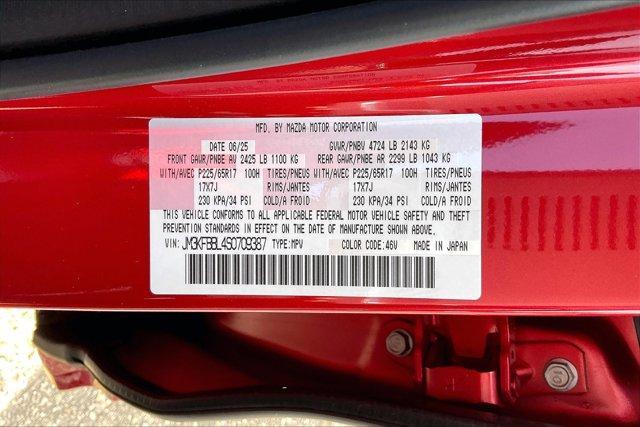 MFD. BY MAZDA MOTOR CORPORATION
DATE 06/25 GVWR/PNBV 4724 LB 2143 KG
FRONT GAWR/PNBE AV 2425 LB 1100 KG REAR GAWR/PNBE AR 2299 LB 1043 KG
WITH/AVEC P225/65R17 100H TIRES/PNEUS WITH/AVEC P225/65R17 100H TIRES/PNEUS
17X7J RIMS/JANTES 17X7J RIMS/JANTES
230 KPA/34 PSI COLD/A FROID 230 KPA/34 PSI COLD/A FROID
THIS VEHICLE CONFORMS TO ALL APPLICABLE FEDERAL MOTOR VEHICLE SAFETY AND THEFT
PREVENTION STANDARDS IN EFFECT ON THE DATE OF MANUFACTURE SHOWN ABOVE.
VIN: JM3KFBBL4S0709387 TYPE:MPV COLOR CODE:46V MADE IN JAPAN
10